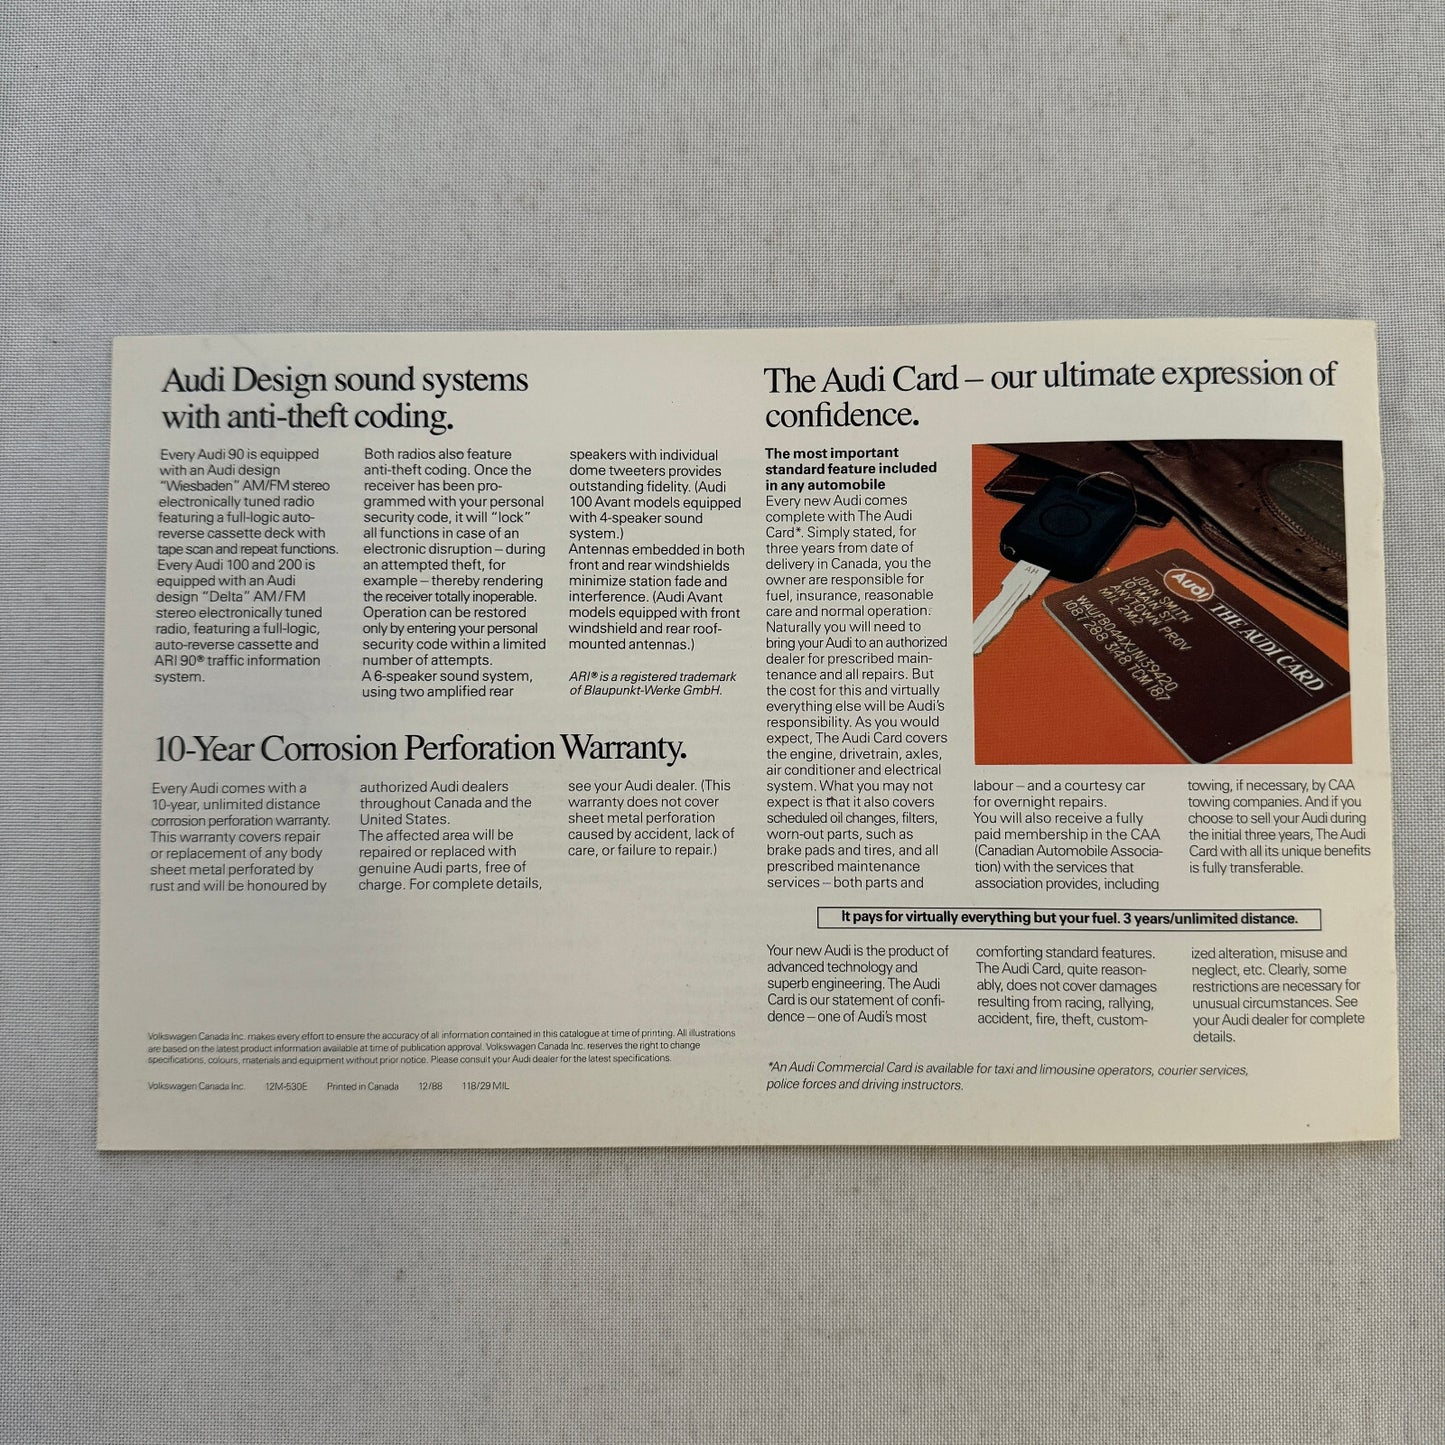 Audi Design sound systems
with anti-theft coding.
Every Audi 90 is equipped
with an Audi design
“Wiesbaden” AM/FM stereo
electronically tuned radio
featuring a full-logic auto-
reverse cassette deck with
tape scan and repeat functions.
Every Audi 100 and 200 is
equipped with an Audi
design “Delta” AM/FM
stereo electronically tuned
radio, featuring a full-logic,
auto-reverse cassette and
ARI 90® traffic information
system.
Both radios also feature
anti-theft coding. Once the
receiver has been pro-
grammed with your personal
security code, it will “lock”
all functions in case of an
electronic disruption – during
an attempted theft, for
example – thereby rendering
the receiver totally inoperable.
Operation can be restored
only by entering your personal
security code within a limited
number of attempts.
A 6-speaker sound system,
using two amplified rear
speakers with individual
dome tweeters provides
outstanding fidelity. (Audi
100 Avant models equipped
with 4-speaker sound
system.)
Antennas embedded in both
front and rear windshields
minimize station fade and
interference. (Audi Avant
models equipped with front
windshield and rear roof-
mounted antennas.)
ARI® is a registered trademark
of Blaupunkt-Werke GmBH.
10-Year Corrosion Perforation Warranty.
Every Audi comes with a
10-year, unlimited distance
corrosion perforation warranty.
This warranty covers repair
or replacement of any body
sheet metal perforated by
rust and will be honoured by
authorized Audi dealers
throughout Canada and the
United States.
The affected area will be
repaired or replaced with
genuine Audi parts, free of
charge. For complete details,
see your Audi dealer. (This
warranty does not cover
sheet metal perforation
caused by accident, lack of
care, or failure to repair.)
Volkswagen Canada Inc. makes every effort to ensure the accuracy of all information contained in this catalogue at time of printing. All illustrations
are based on the latest product information available at time of publication approval. Volkswagen Canada Inc. reserves the right to change
specifications, colours, materials and equipment without prior notice. Please consult your Audi dealer for the latest specifications.
Volkswagen Canada Inc. 12M-530E Printed in Canada 12/88 118/29 MIL
The Audi Card – our ultimate expression of
confidence.
The most important
standard feature included
in any automobile
Every new Audi comes
complete with The Audi
Card*. Simply stated, for
three years from date of
delivery in Canada, you the
owner are responsible for
fuel, insurance, reasonable
care and normal operation.
Naturally you will need to
bring your Audi to an authorized
dealer for prescribed main-
tenance and all repairs. But
the cost for this and virtually
everything else will be Audi's
responsibility. As you would
expect, The Audi Card covers
the engine, drivetrain, axles,
air conditioner and electrical
system. What you may not
expect is that it also covers
scheduled oil changes, filters,
worn-out parts, such as
brake pads and tires, and all
prescribed maintenance
services – both parts and
AH
Audi THE AUDI CARD
JOHN SMITH
10 MAIN ST
ANY TOWN PROV
M1L 2M2
WAUFB0444JN139420
1087 288 3148 TCM 187
labour – and a courtesy car
for overnight repairs.
You will also receive a fully
paid membership in the CAA
(Canadian Automobile Associa-
tion) with the services that
association provides, including
towing, if necessary, by CAA
towing companies. And if you
choose to sell your Audi during
the initial three years, The Audi
Card with all its unique benefits
is fully transferable.
It pays for virtually everything but your fuel. 3 years/unlimited distance.
Your new Audi is the product of
advanced technology and
superb engineering. The Audi
Card is our statement of confi-
dence – one of Audi's most
comforting standard features.
The Audi Card, quite reason-
ably, does not cover damages
resulting from racing, rallying,
accident, fire, theft, custom-
ized alteration, misuse and
neglect, etc. Clearly, some
restrictions are necessary for
unusual circumstances. See
your Audi dealer for complete
details.
*An Audi Commercial Card is available for taxi and limousine operators, courier services,
police forces and driving instructors.